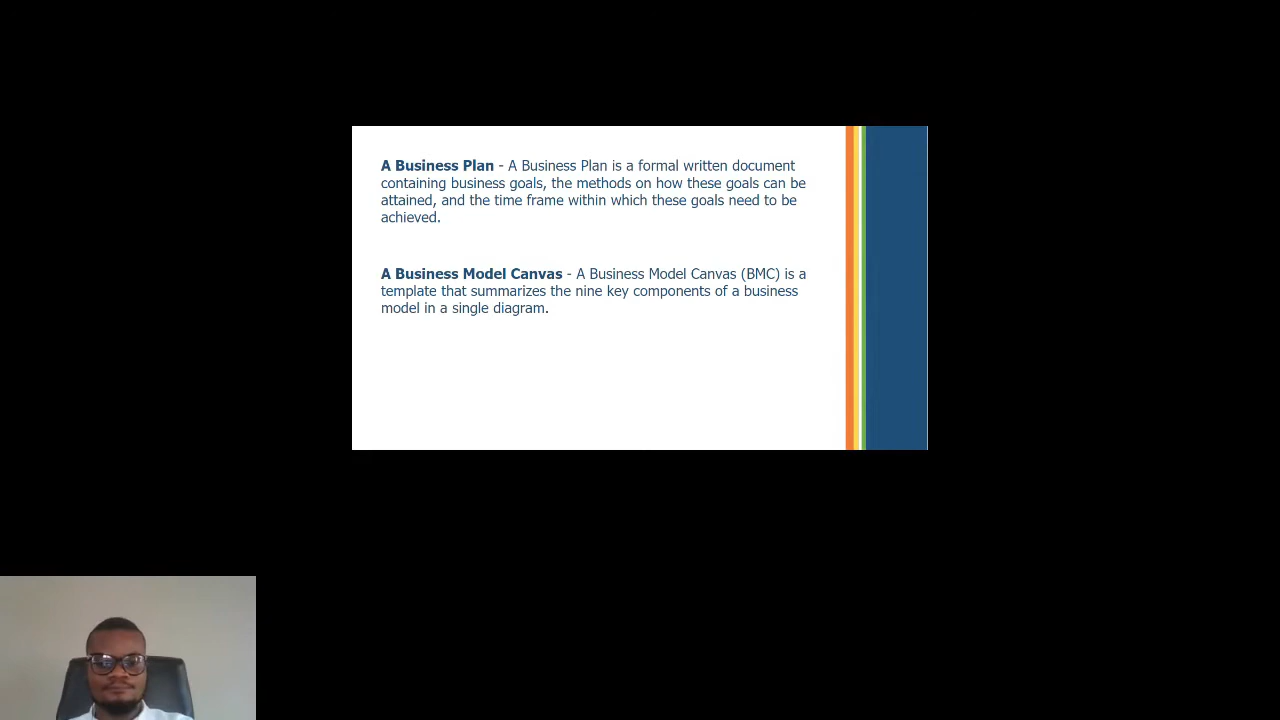 A Business Plan - A Business Plan is a formal written document
containing business goals, the methods on how these goals can be
attained, and the time frame within which these goals need to be
achieved.
A Business Model Canvas - A Business Model Canvas (BMC) is a
template that summarizes the nine key components of a business
model in a single diagram.